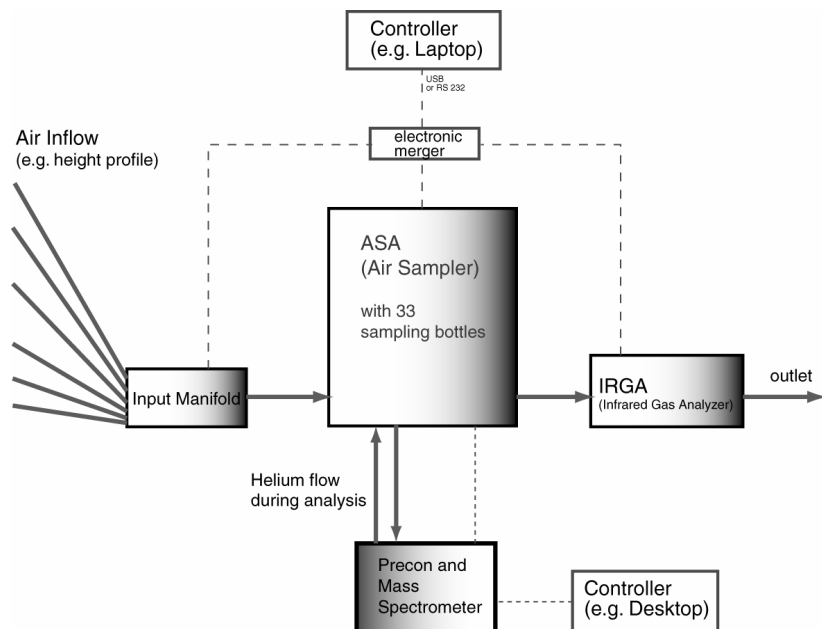 Controller
(e.g. Laptop)
USB
or RS 232
electronic
merger
Air Inflow
(e.g. height profile)
ASA
(Air Sampler)
with 33
sampling bottles
Input Manifold
IRGA
(Infrared Gas Analyzer)
outlet
Helium flow
during analysis
Precon and
Mass
Spectrometer
Controller
(e.g. Desktop)